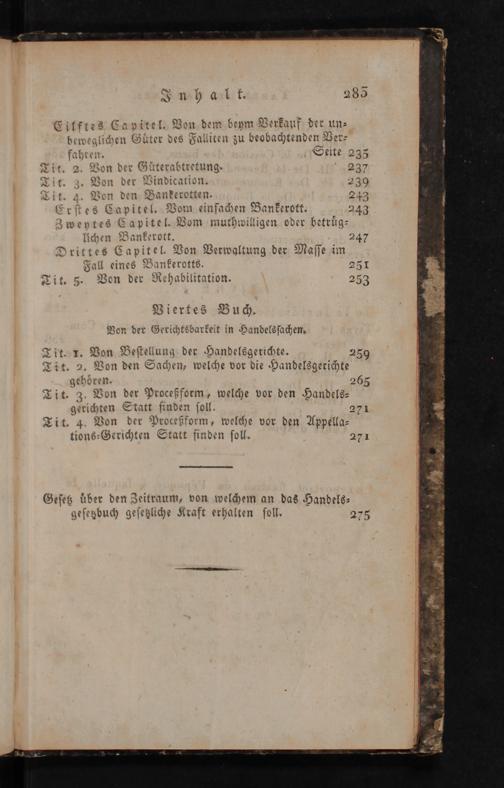 Inhalt. 285
Eilftes Capitel. Von dem beym Verkauf der un-
beweglichen Güter des Falliten zu beobachtenden Ver-
fahren. Seite 235
Tit. 2. Von der Güterabtretung. 237
Tit. 3. Von der Vindication. 239
Tit. 4. Von den Bankerotten. 243
Erstes Capitel. Vom einfachen Bankerott. 243
Zweytes Capitel. Vom muthwilligen oder betrüg-
lichen Bankerott. 247
Drittes Capitel. Von Verwaltung der Masse im
Fall eines Bankerotts. 251
Tit. 5. Von der Rehabilitation. 253
Viertes Buch.
Von der Gerichtsbarkeit in Handelssachen.
Tit. 1. Von Bestellung der Handelsgerichte. 259
Tit. 2. Von den Sachen, welche vor die Handelsgerichte
gehören. 265
Tit. 3. Von der Proceßform, welche vor den Handels-
gerichten Statt finden soll. 271
Tit. 4. Von der Proceßform, welche vor den Appella-
tions-Gerichten Statt finden soll. 271
Gesetz über den Zeitraum, von welchem an das Handels-
gesetzbuch gesetzliche Kraft erhalten soll. 275